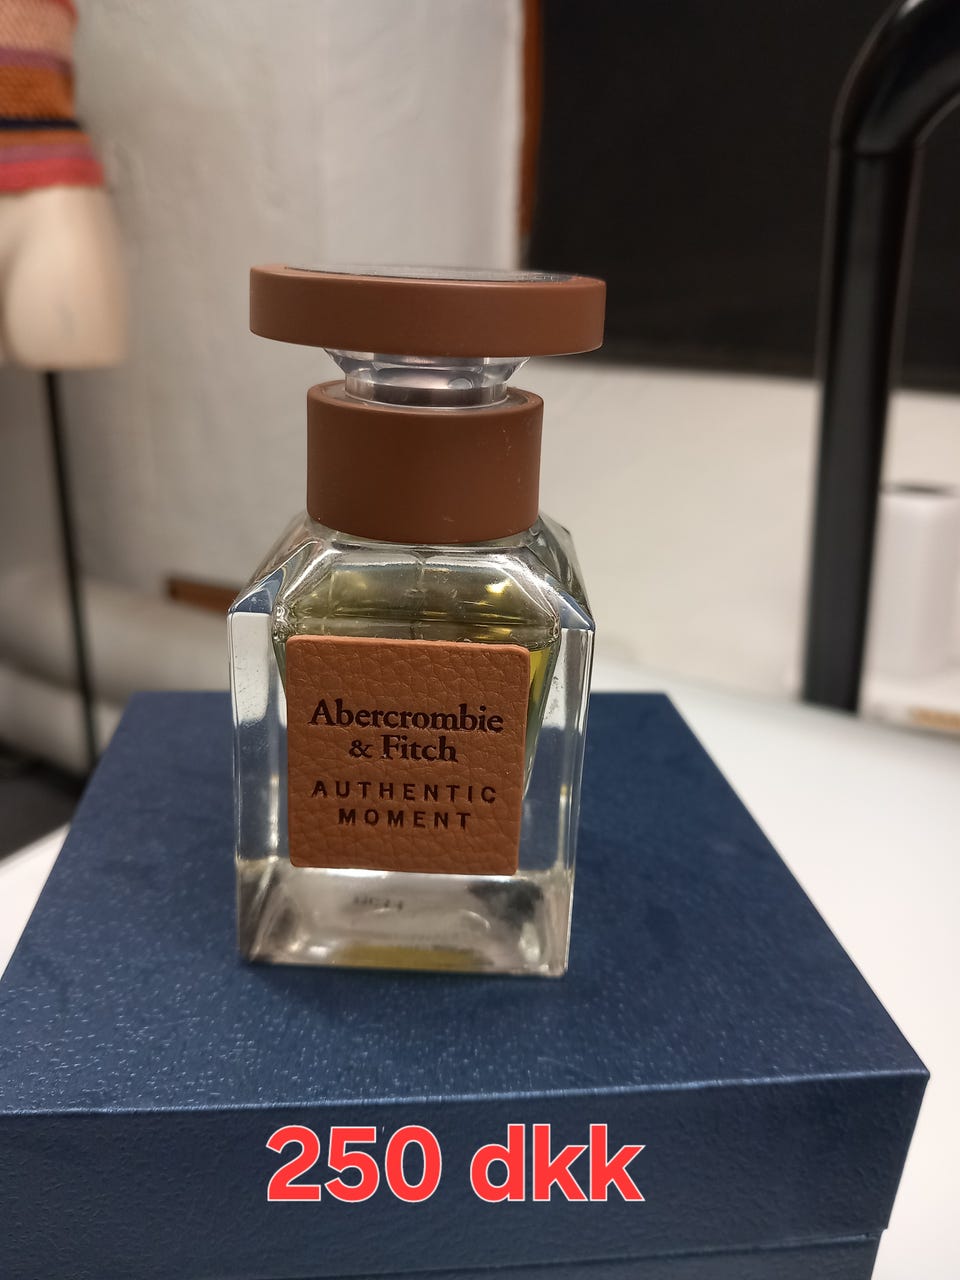 Abercrombie
& Fitch
AUTHENTIC
MOMENT
250 dkk